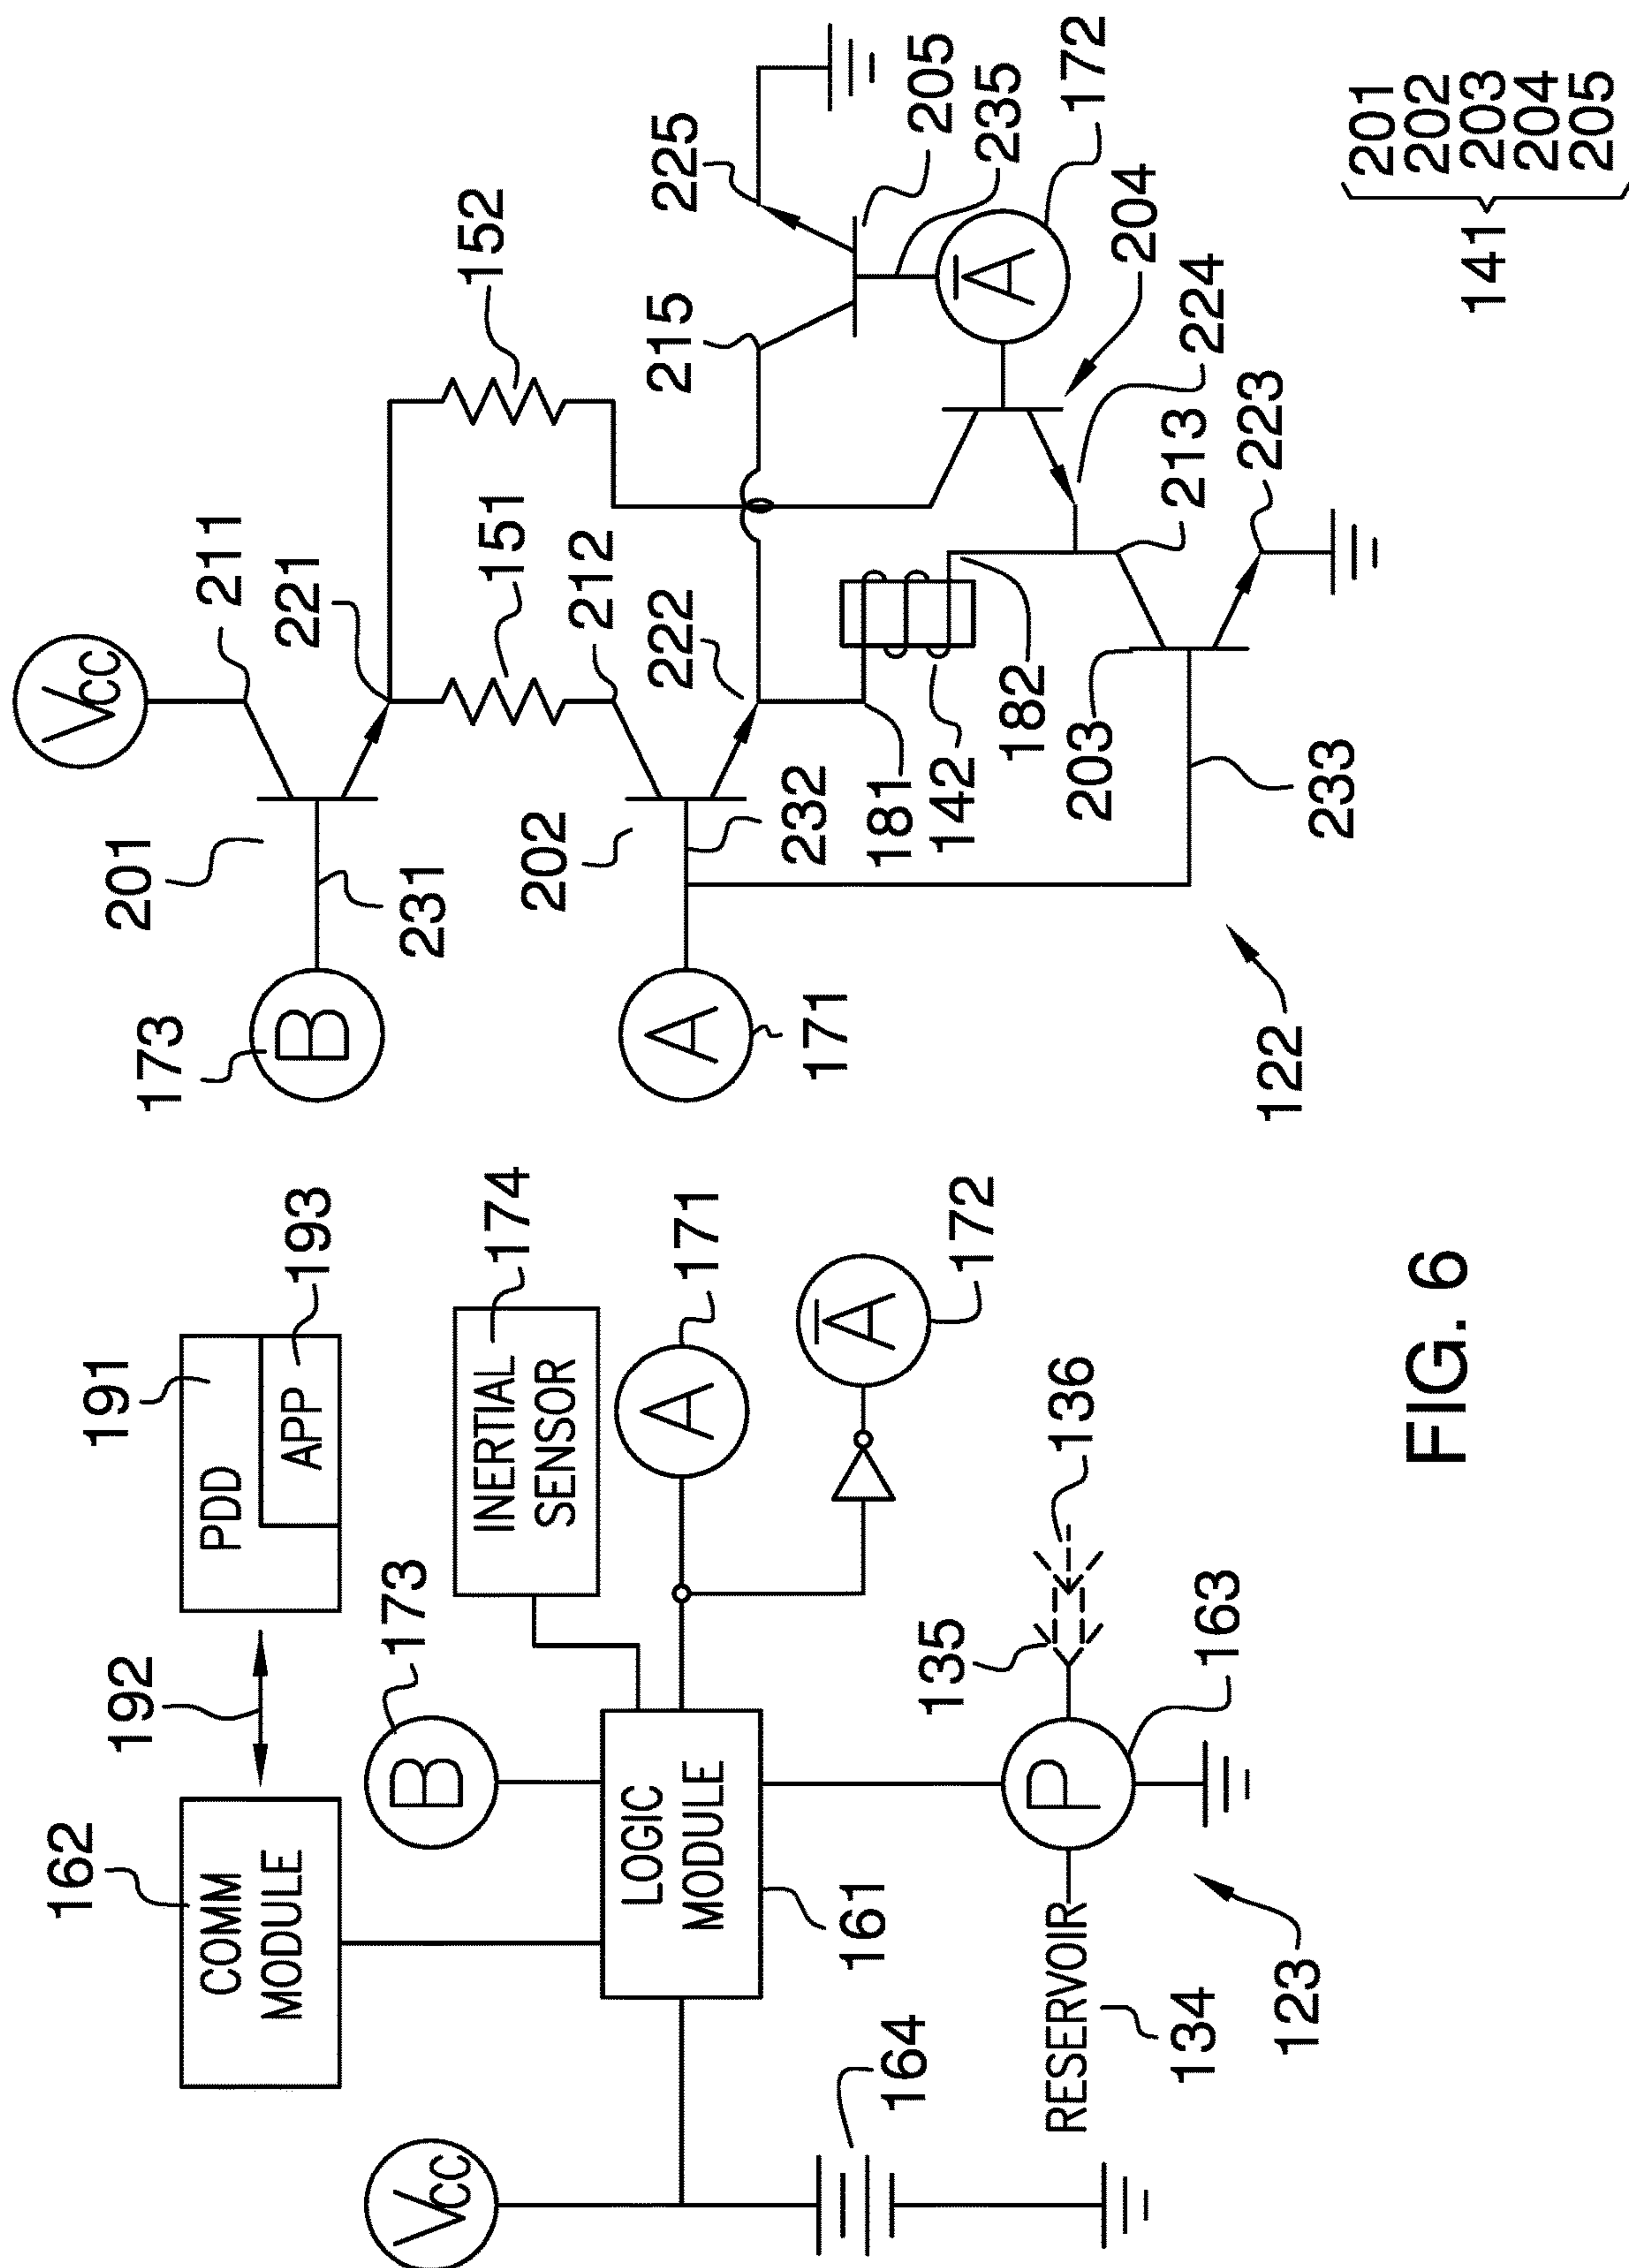 162
COMM
MODULE
192
191
PDD
APP
193
VCC
173
B
INERTIAL
SENSOR
174
LOGIC
MODULE
161
A
171
A̅
172
164
RESERVOIR
134
P
163
135
136
123
VCC
211
201
173
B
231
221
151
152
212
202
A
171
232
222
215
225
205
235
A̅
172
181
142
182
204
224
213
203
223
233
122
141
201
202
203
204
205
FIG. 6